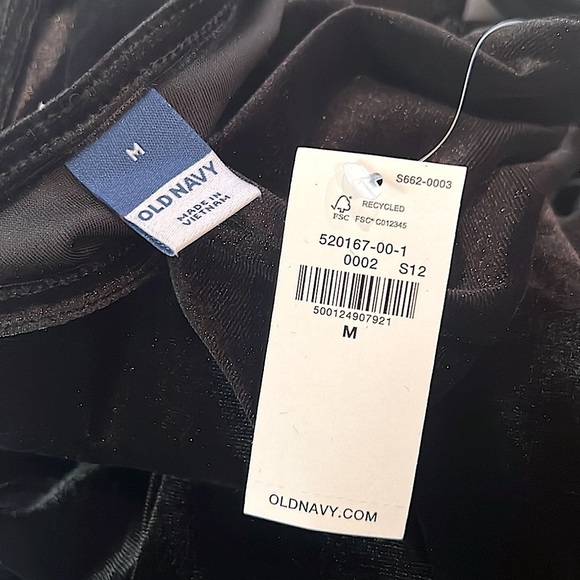 M
OLD NAVY
MADE IN
VIETNAM
S662-0003
FSC
RECYCLED
FSC® C012345
520167-00-1
0002 S12
500124907921
M
OLDNAVY.COM